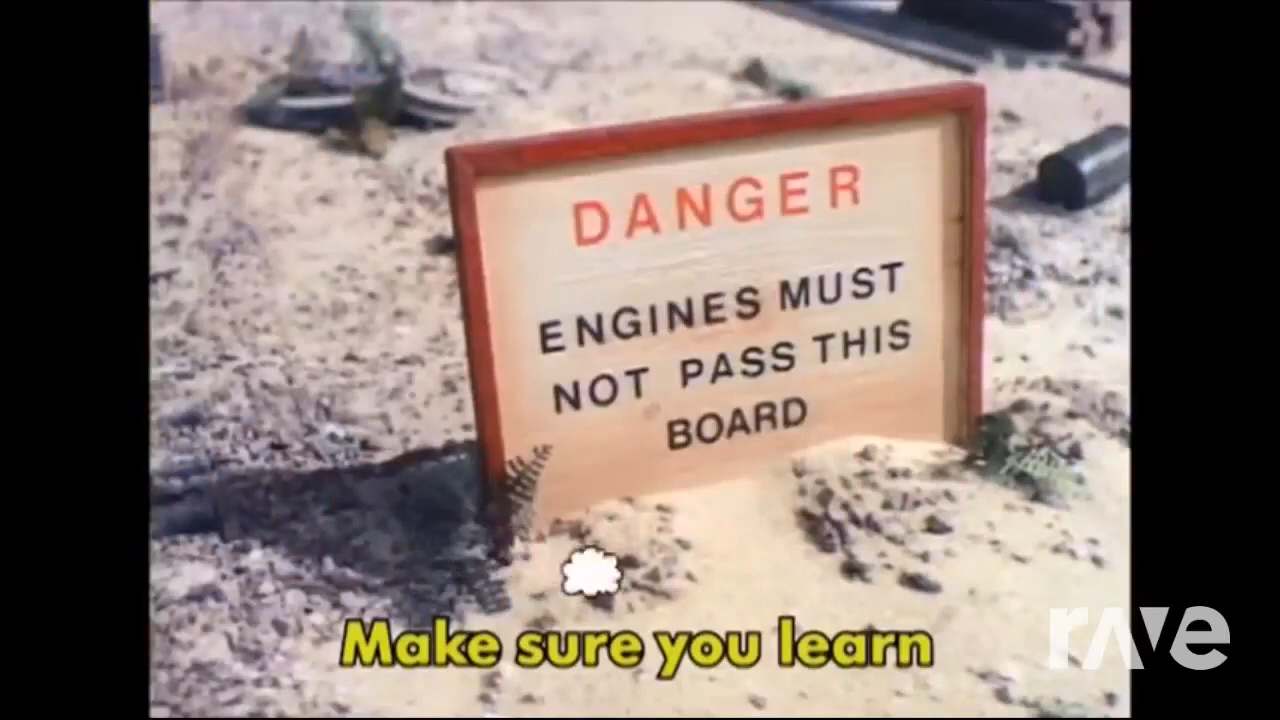 DANGER
ENGINES MUST
NOT PASS THIS
BOARD
Make sure you learn
rave